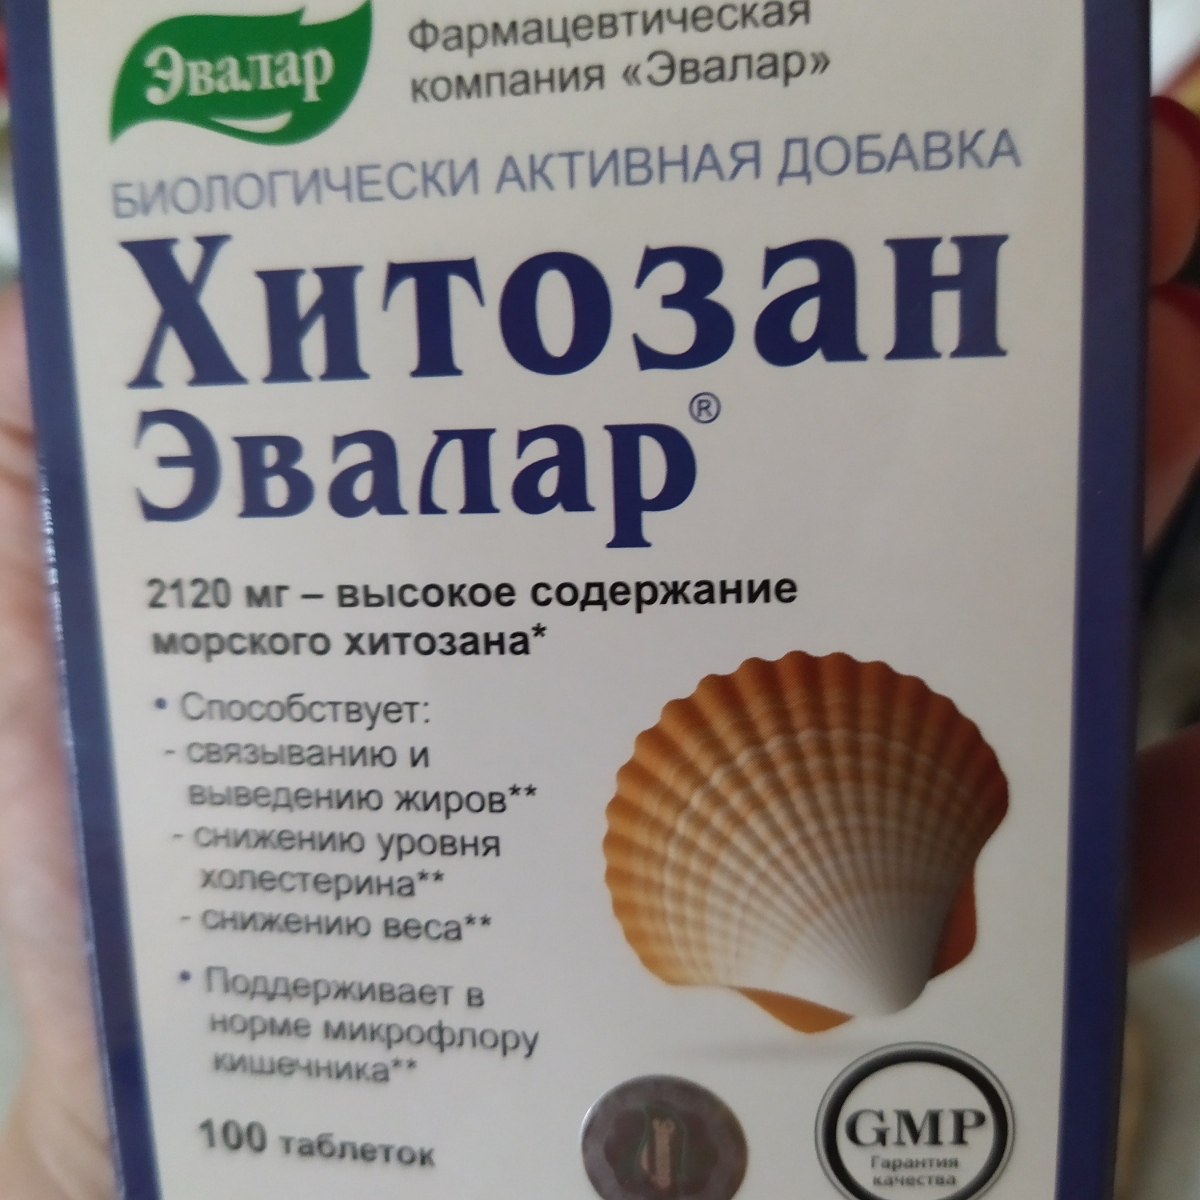 Эвалар
Фармацевтическая
компания «Эвалар»
БИОЛОГИЧЕСКИ АКТИВНАЯ ДОБАВКА
Хитозан
Эвалар®
2120 мг – высокое содержание
морского хитозана*
• Способствует:
- связыванию и
выведению жиров**
- снижению уровня
холестерина**
- снижению веса**
• Поддерживает в
норме микрофлору
кишечника**
100 таблеток
GMP
Гарантия
качества